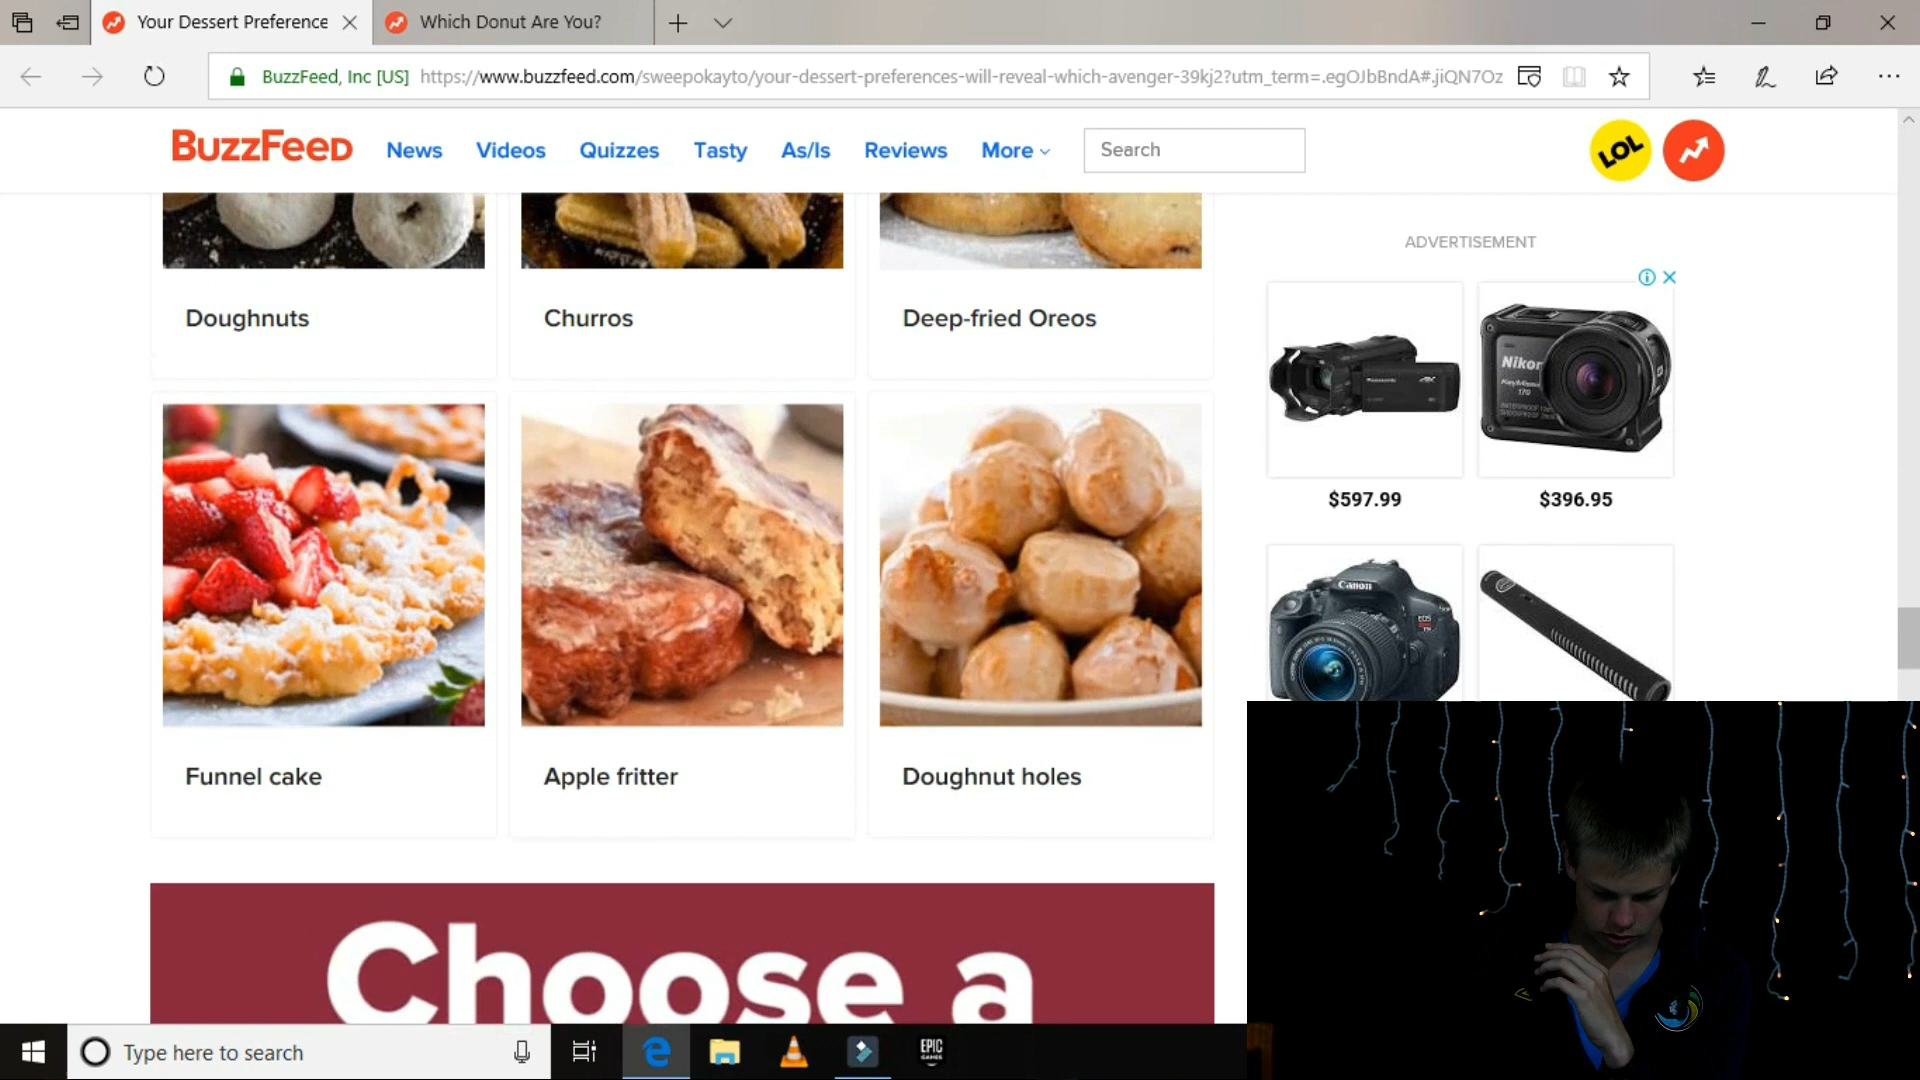 Your Dessert Preference
Which Donut Are You?
BuzzFeed, Inc [US] https://www.buzzfeed.com/sweepokayto/your-dessert-preferences-will-reveal-which-avenger-39kj2?utm_term=.egOJbBndA#.jiQN7Oz
BuzzFeed News Videos Quizzes Tasty As/Is Reviews More Search LOL
ADVERTISEMENT
Doughnuts Churros Deep-fried Oreos
Nikon
170
$597.99 $396.95
Canon
EOS
Funnel cake Apple fritter Doughnut holes
Choose a
Type here to search
EPIC
GAMES